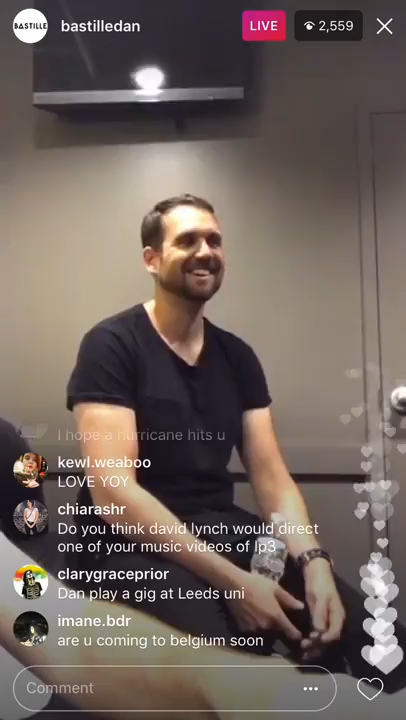 BΔSTILLE
bastilledan
LIVE
2,559
I hope a hurricane hits u
kewl.weaboo
LOVE YOY
chiarashr
Do you think david lynch would direct
one of your music videos of lp3
clarygraceprior
Dan play a gig at Leeds uni
imane.bdr
are u coming to belgium soon
Comment